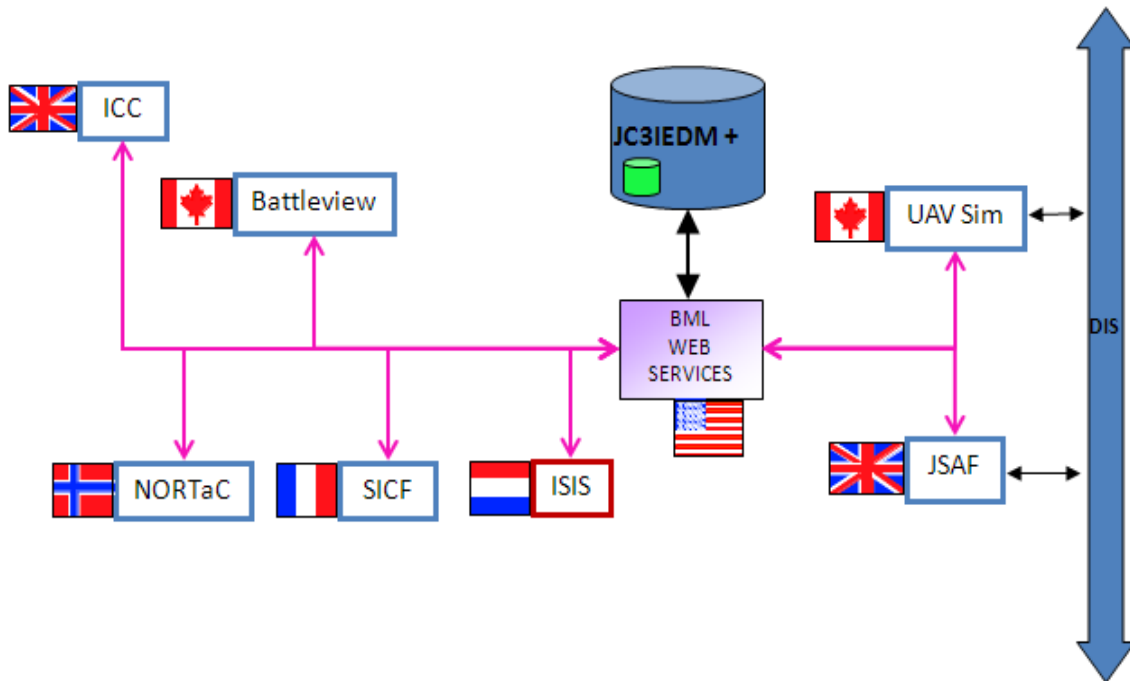 ICC
JC3IEDM +
Battleview
UAV Sim
BML
WEB
SERVICES
DIS
NORTaC
SICF
ISIS
JSAF